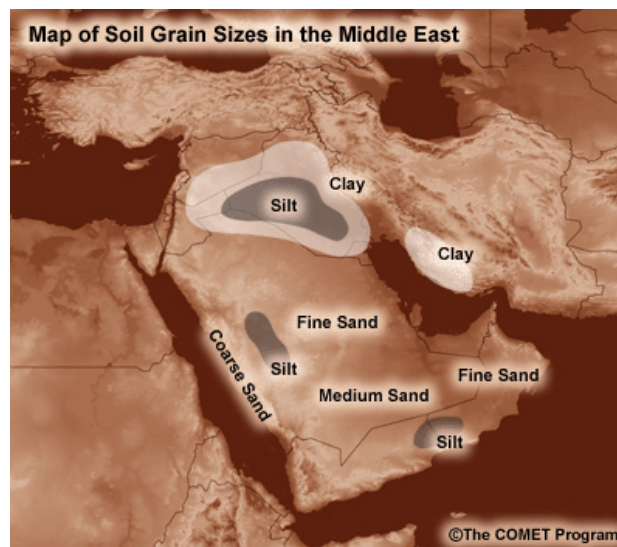 Map of Soil Grain Sizes in the Middle East
Clay
Silt
Clay
Fine Sand
Coarse Sand
Silt
Medium Sand
Fine Sand
Silt
©The COMET Program